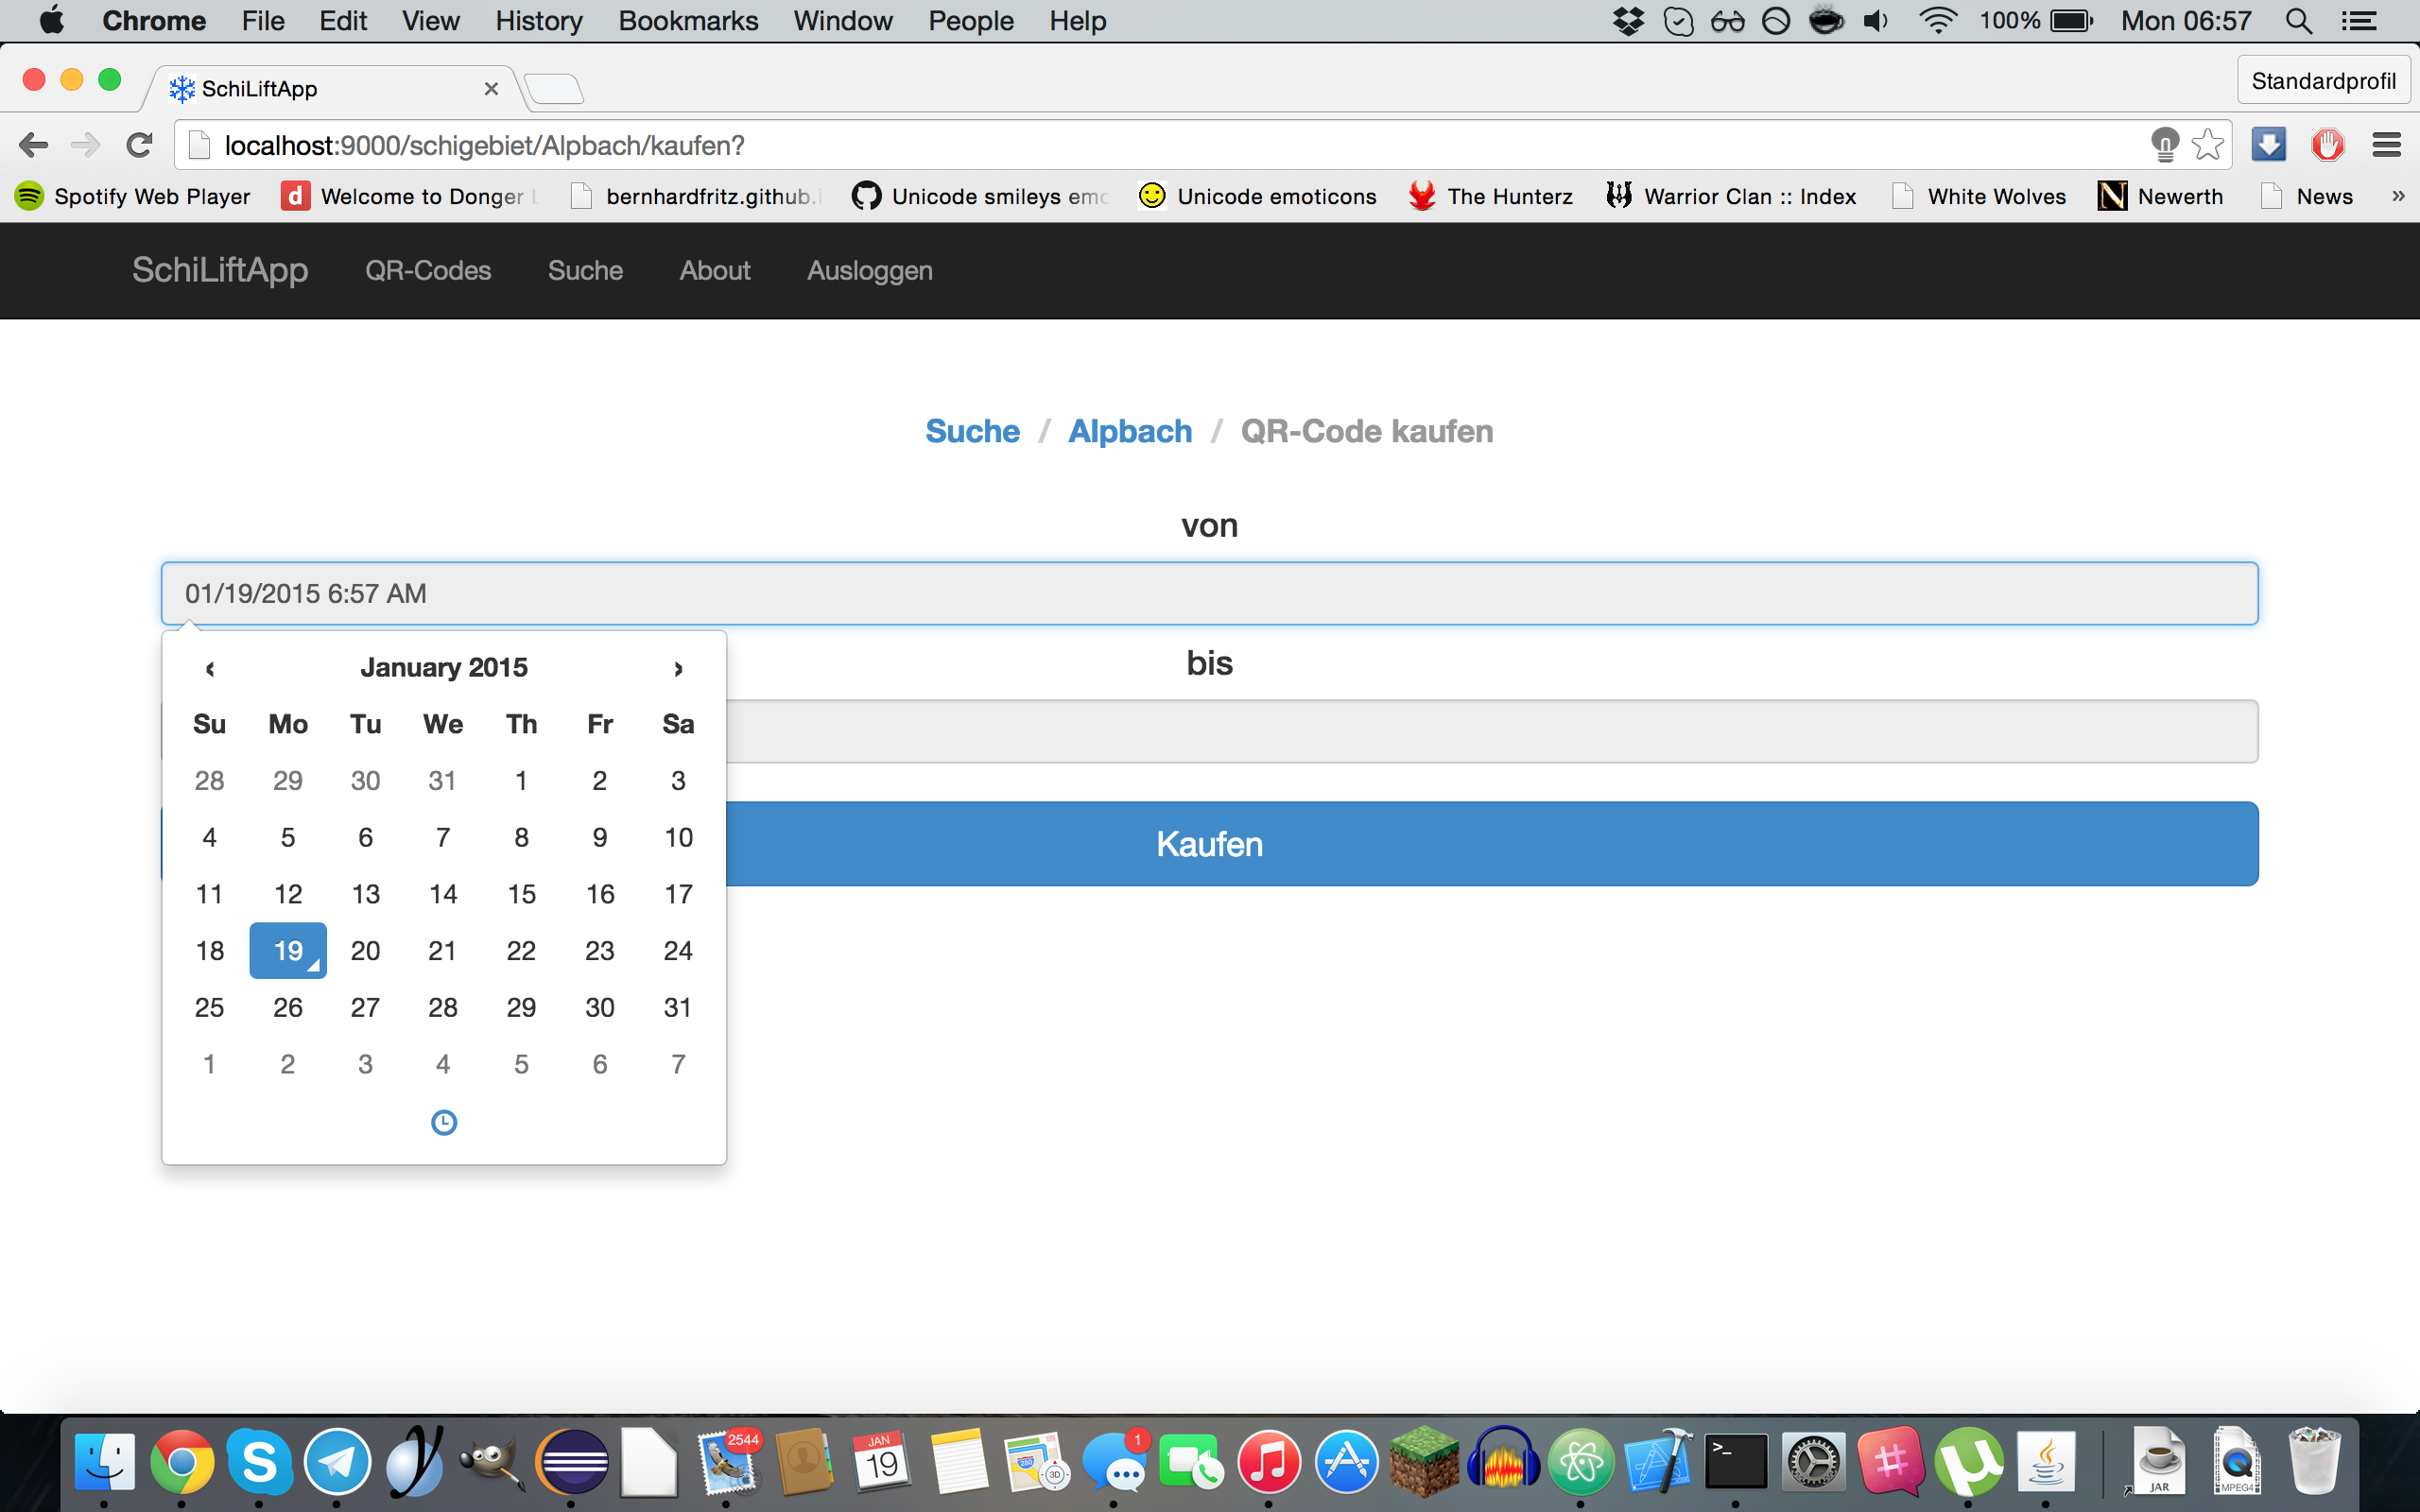 Chrome File Edit View History Bookmarks Window People Help 100% Mon 06:57
SchiLiftApp Standardprofil
localhost:9000/schigebiet/Alpbach/kaufen?
Spotify Web Player d Welcome to Donger bernhardfritz.github. Unicode smileys emo Unicode emoticons The Hunterz Warrior Clan :: Index White Wolves N Newerth News »
SchiLiftApp QR-Codes Suche About Ausloggen
Suche / Alpbach / QR-Code kaufen
von
01/19/2015 6:57 AM
bis
‹ January 2015 ›
Su Mo Tu We Th Fr Sa
28 29 30 31 1 2 3
4 5 6 7 8 9 10
11 12 13 14 15 16 17
18 19 20 21 22 23 24
25 26 27 28 29 30 31
1 2 3 4 5 6 7
Kaufen
2544
JAN
19
280
3D
1
>_
JAR
MPEG4